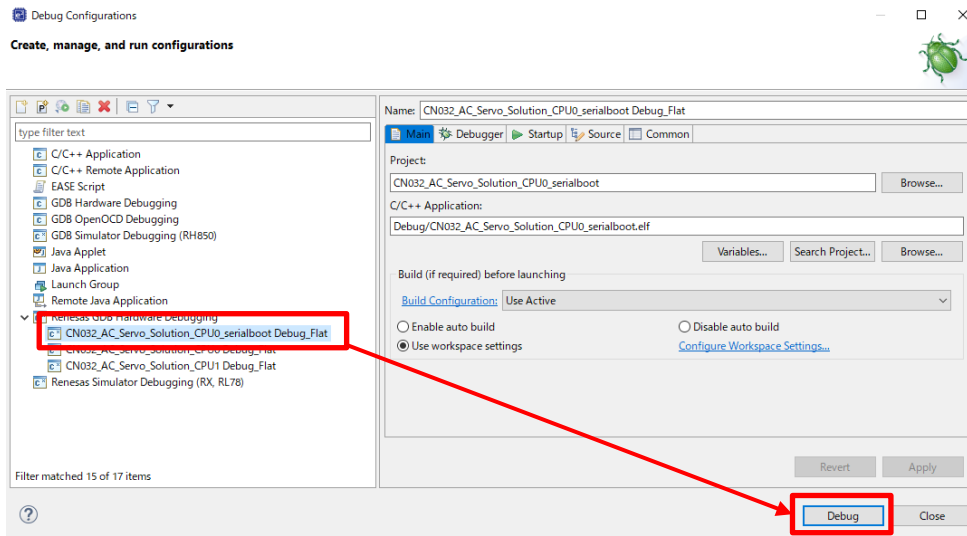 Debug Configurations
Create, manage, and run configurations
type filter text
C/C++ Application
C/C++ Remote Application
EASE Script
GDB Hardware Debugging
GDB OpenOCD Debugging
GDB Simulator Debugging (RH850)
Java Applet
Java Application
Launch Group
Remote Java Application
Renesas GDB Hardware Debugging
CN032_AC_Servo_Solution_CPU0_serialboot Debug_Flat
CN032_AC_Servo_Solution_CPU0 Debug_Flat
CN032_AC_Servo_Solution_CPU1 Debug_Flat
Renesas Simulator Debugging (RX, RL78)
Filter matched 15 of 17 items
Name: CN032_AC_Servo_Solution_CPU0_serialboot Debug_Flat
Main Debugger Startup Source Common
Project:
CN032_AC_Servo_Solution_CPU0_serialboot Browse...
C/C++ Application:
Debug/CN032_AC_Servo_Solution_CPU0_serialboot.elf
Variables... Search Project... Browse...
Build (if required) before launching
Build Configuration: Use Active
Enable auto build Disable auto build
Use workspace settings Configure Workspace Settings...
Revert Apply
Debug Close